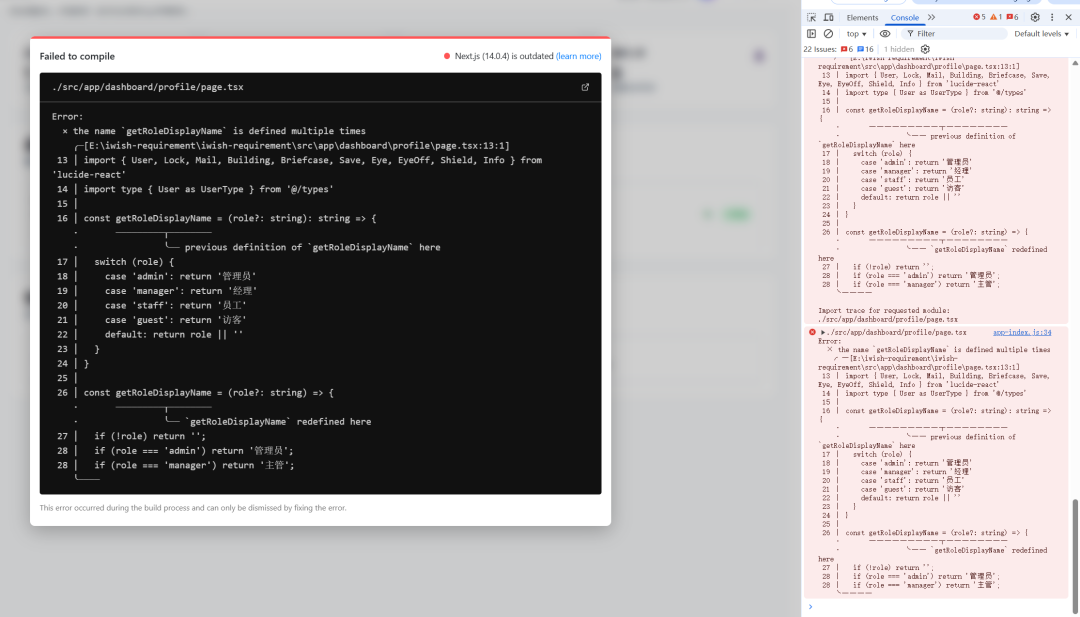 Failed to compile
Next.js (14.0.4) is outdated (learn more)
./src/app/dashboard/profile/page.tsx
Error:
× the name `getRoleDisplayName` is defined multiple times
╭─[E:\iwish-requirement\iwish-requirement\src\app\dashboard\profile\page.tsx:13:1]
13 │ import { User, Lock, Mail, Building, Briefcase, Save, Eye, EyeOff, Shield, Info } from
'lucide-react'
14 │ import type { User as UserType } from '@/types'
15 │
16 │ const getRoleDisplayName = (role?: string): string => {
· ╰── previous definition of `getRoleDisplayName` here
17 │ switch (role) {
18 │ case 'admin': return '管理员'
19 │ case 'manager': return '经理'
20 │ case 'staff': return '员工'
21 │ case 'guest': return '访客'
22 │ default: return role || ''
23 │ }
24 │ }
25 │
26 │ const getRoleDisplayName = (role?: string) => {
· ╰── `getRoleDisplayName` redefined here
27 │ if (!role) return '';
28 │ if (role === 'admin') return '管理员';
28 │ if (role === 'manager') return '主管';
╰────
This error occurred during the build process and can only be dismissed by fixing the error.
Elements
Console
5
1
6
top
Filter
Default levels
22 Issues: 6 16
1 hidden
requirement\src\app\dashboard\profile\page.tsx:13:1]
13 | import { User, Lock, Mail, Building, Briefcase, Save,
Eye, EyeOff, Shield, Info } from 'lucide-react'
14 | import type { User as UserType } from '@/types'
15 |
16 | const getRoleDisplayName = (role?: string): string =>
{
· ╰── previous definition of
`getRoleDisplayName` here
17 | switch (role) {
18 | case 'admin': return '管理员'
19 | case 'manager': return '经理'
20 | case 'staff': return '员工'
21 | case 'guest': return '访客'
22 | default: return role || ''
23 | }
24 | }
25 |
26 | const getRoleDisplayName = (role?: string) => {
· ╰── `getRoleDisplayName` redefined
here
27 | if (!role) return '';
28 | if (role === 'admin') return '管理员';
28 | if (role === 'manager') return '主管';
╰────
Import trace for requested module:
./src/app/dashboard/profile/page.tsx
./src/app/dashboard/profile/page.tsx
app-index.js:34
Error:
× the name `getRoleDisplayName` is defined multiple times
╭─[E:\iwish-requirement\iwish-
requirement\src\app\dashboard\profile\page.tsx:13:1]
13 | import { User, Lock, Mail, Building, Briefcase, Save,
Eye, EyeOff, Shield, Info } from 'lucide-react'
14 | import type { User as UserType } from '@/types'
15 |
16 | const getRoleDisplayName = (role?: string): string =>
{
· ╰── previous definition of
`getRoleDisplayName` here
17 | switch (role) {
18 | case 'admin': return '管理员'
19 | case 'manager': return '经理'
20 | case 'staff': return '员工'
21 | case 'guest': return '访客'
22 | default: return role || ''
23 | }
24 | }
25 |
26 | const getRoleDisplayName = (role?: string) => {
· ╰── `getRoleDisplayName` redefined
here
27 | if (!role) return '';
28 | if (role === 'admin') return '管理员';
28 | if (role === 'manager') return '主管';
╰────